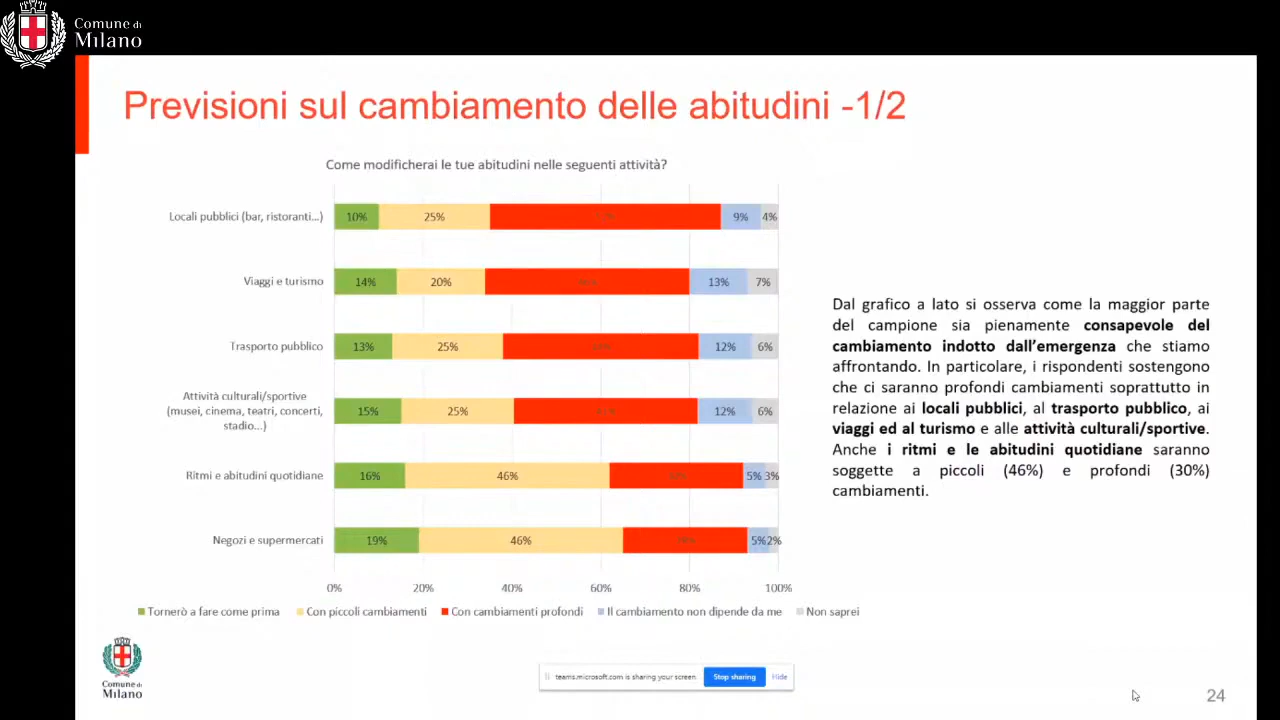 Comune di
Milano
Previsioni sul cambiamento delle abitudini -1/2
Come modificherai le tue abitudini nelle seguenti attività?
Locali pubblici (bar, ristoranti...)
10% 25% 9% 4%
Viaggi e turismo
14% 20% 13% 7%
Trasporto pubblico
13% 25% 12% 6%
Attività culturali/sportive
(musei, cinema, teatri, concerti,
stadio...)
15% 25% 12% 6%
Ritmi e abitudini quotidiane
16% 46% 5% 3%
Negozi e supermercati
19% 46% 5% 2%
0% 20% 40% 60% 80% 100%
Tornerò a fare come prima Con piccoli cambiamenti Con cambiamenti profondi Il cambiamento non dipende da me Non saprei
Dal grafico a lato si osserva come la maggior parte
del campione sia pienamente consapevole del
cambiamento indotto dall'emergenza che stiamo
affrontando. In particolare, i rispondenti sostengono
che ci saranno profondi cambiamenti soprattutto in
relazione ai locali pubblici, al trasporto pubblico, ai
viaggi ed al turismo e alle attività culturali/sportive.
Anche i ritmi e le abitudini quotidiane saranno
soggette a piccoli (46%) e profondi (30%)
cambiamenti.
Comune di
Milano
teams.microsoft.com is sharing your screen. Stop sharing Hide
24